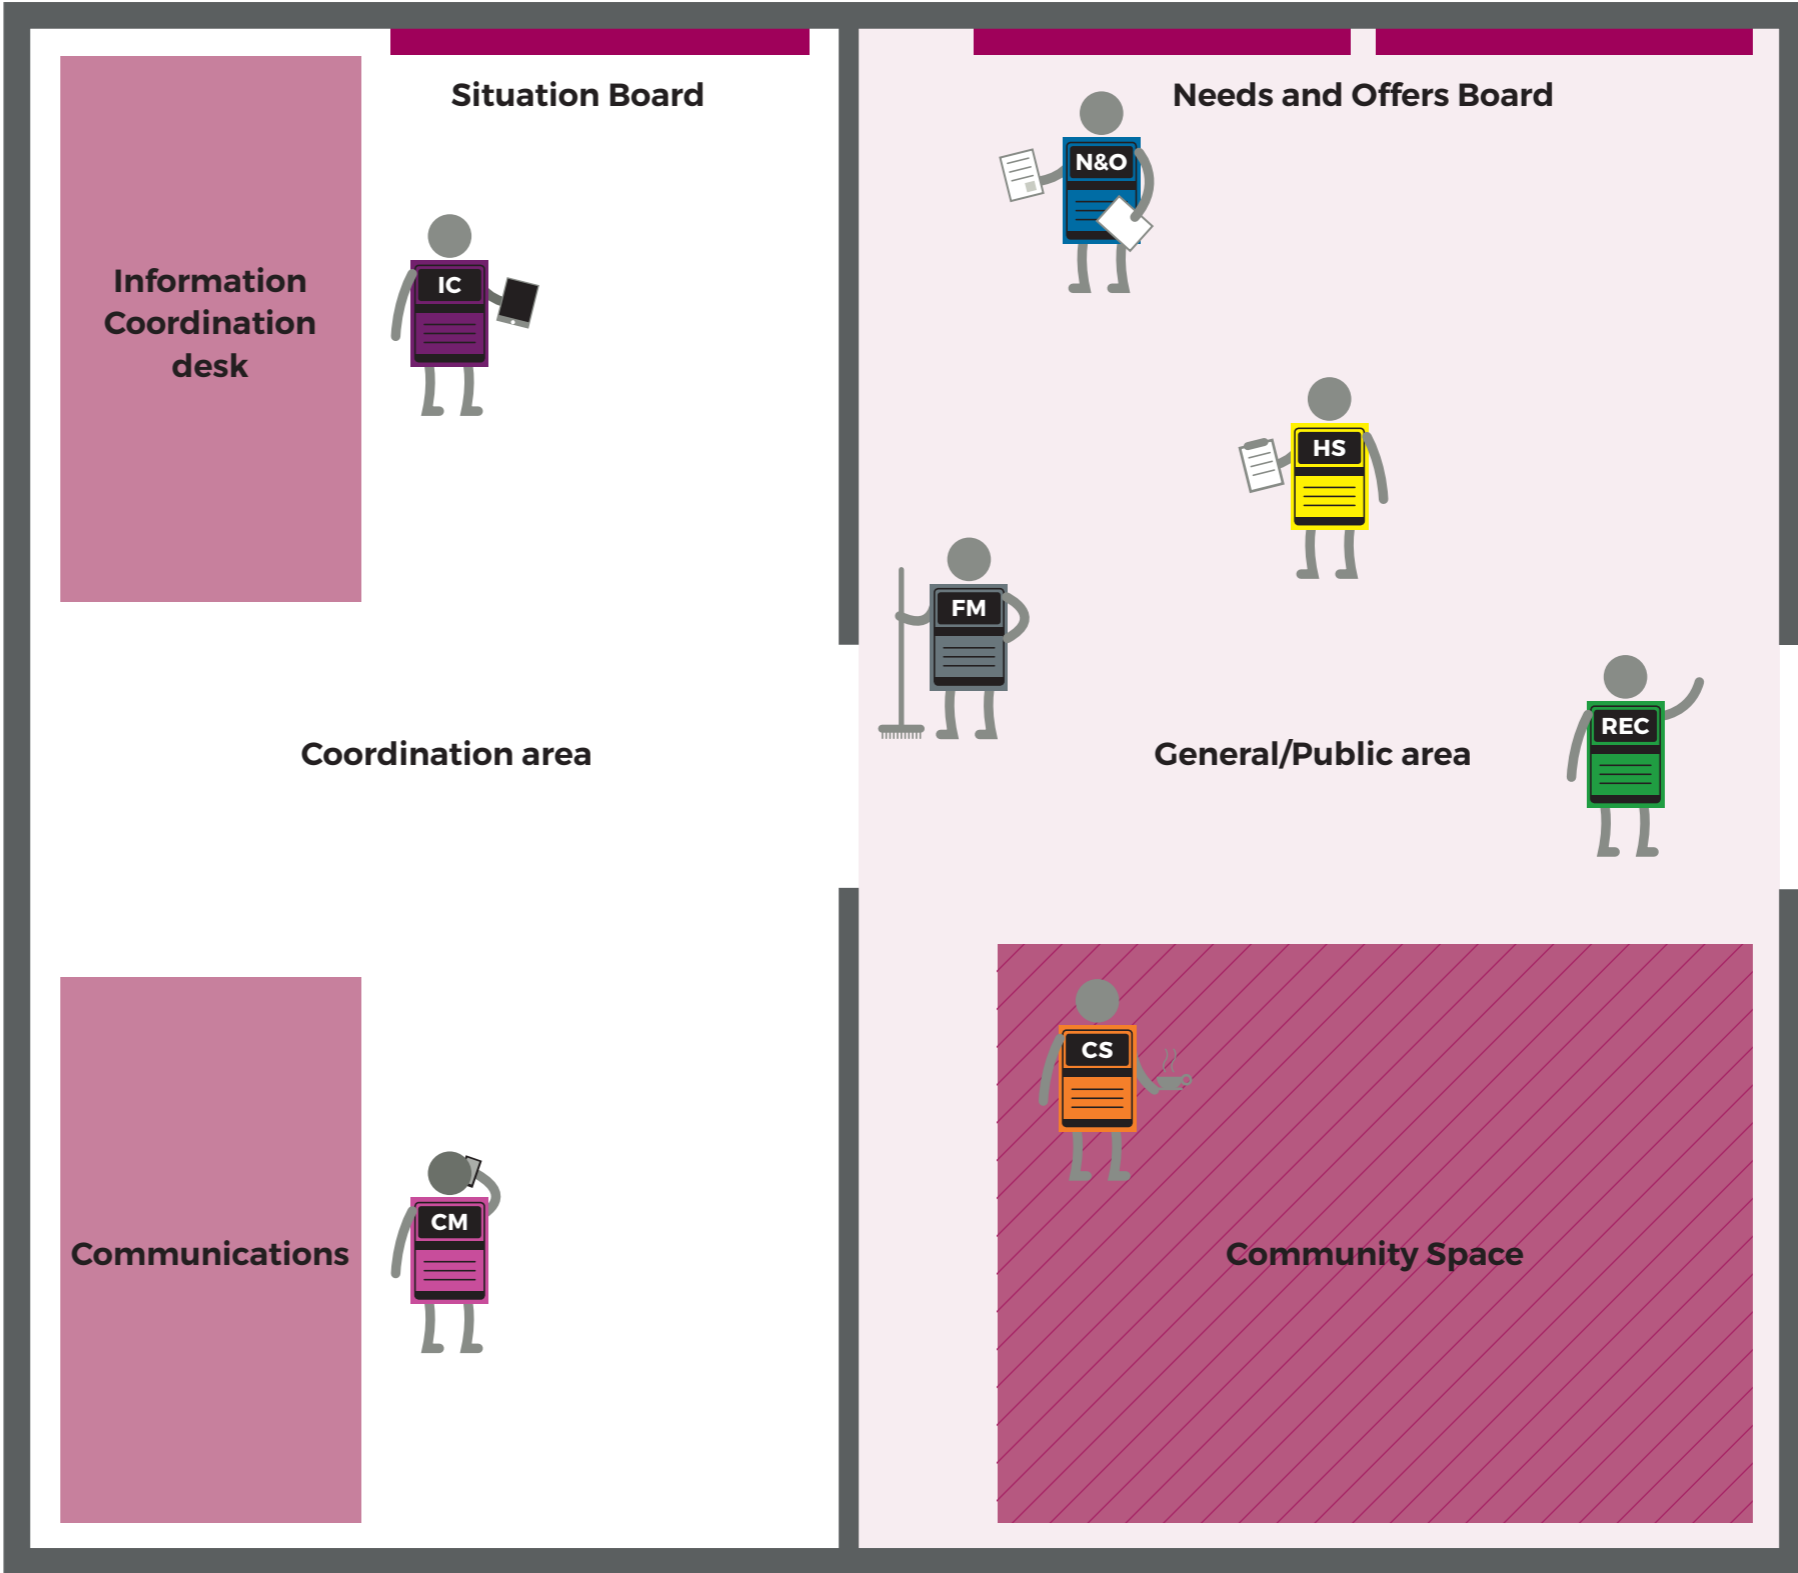 Situation Board
Needs and Offers Board
N&O
Information
Coordination
desk
IC
HS
FM
REC
Coordination area
General/Public area
CS
CM
Communications
Community Space